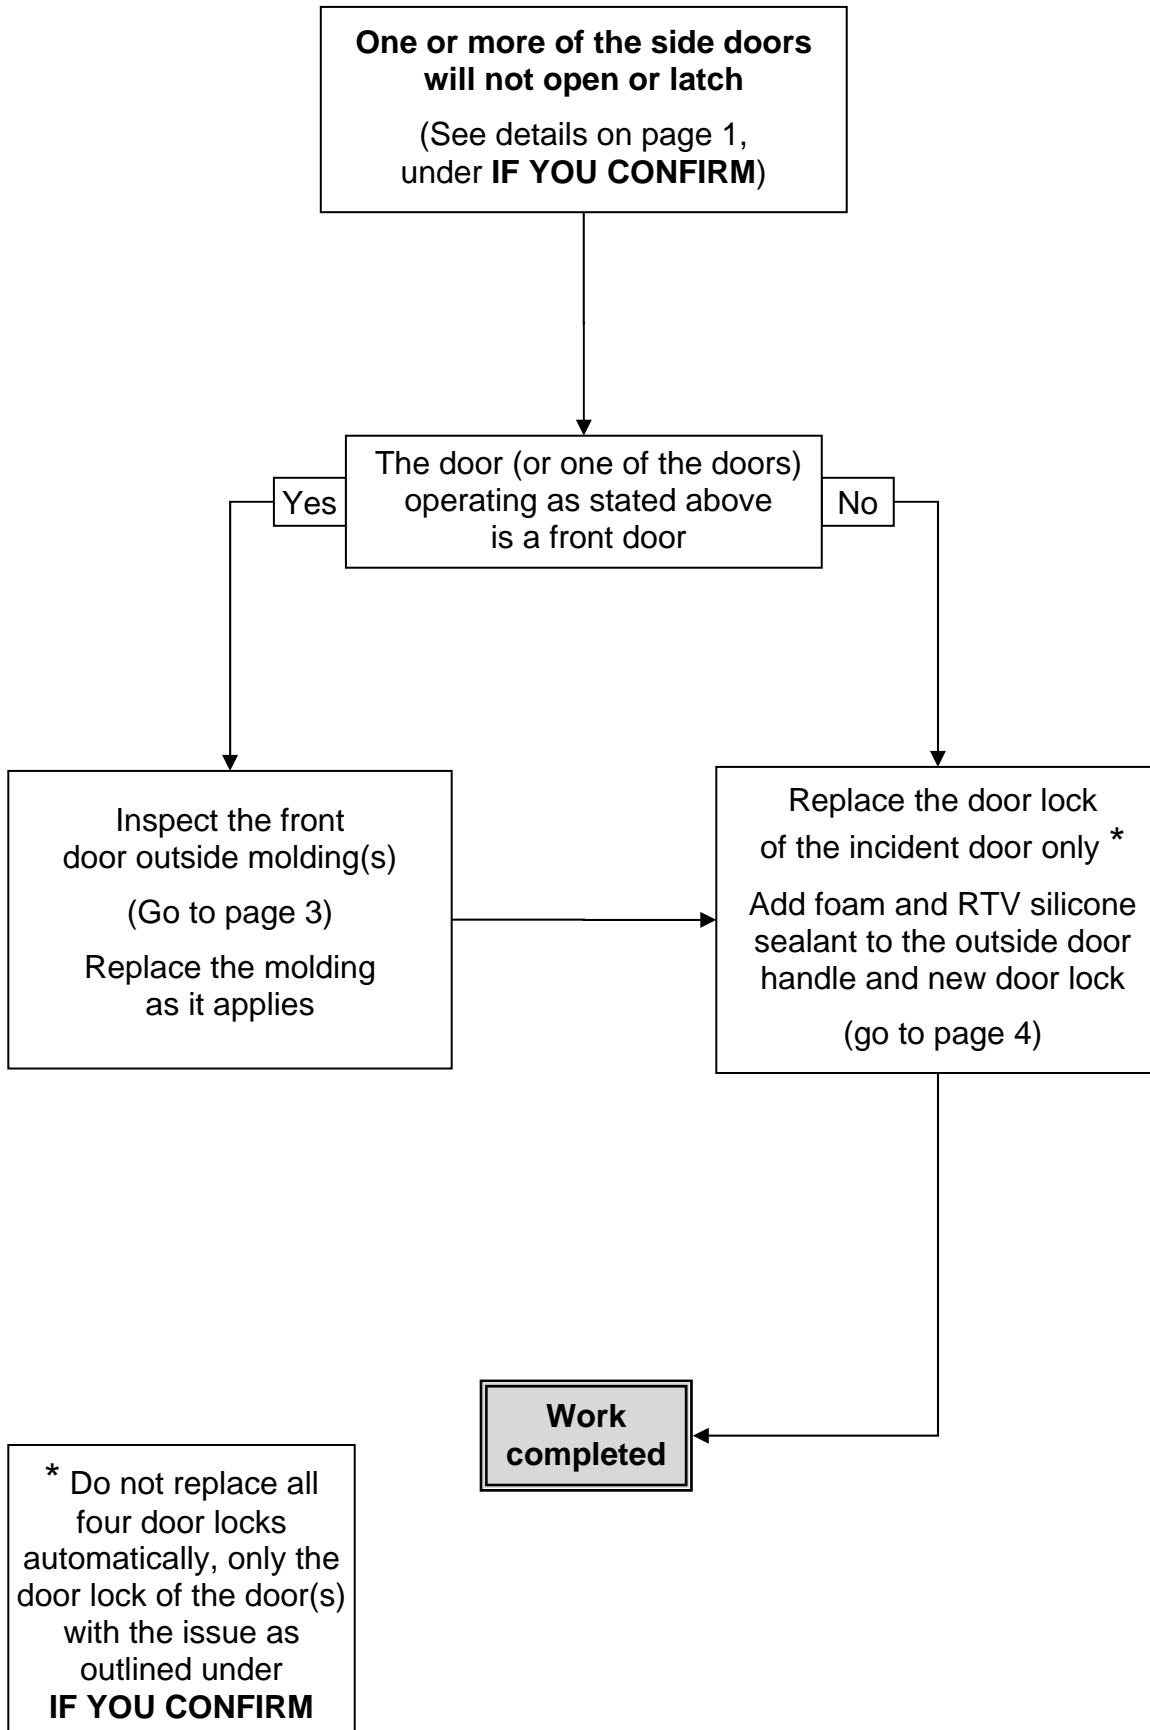 One or more of the side doors
will not open or latch
(See details on page 1,
under IF YOU CONFIRM)
The door (or one of the doors)
operating as stated above
is a front door
Yes
No
Inspect the front
door outside molding(s)
(Go to page 3)
Replace the molding
as it applies
Replace the door lock
of the incident door only *
Add foam and RTV silicone
sealant to the outside door
handle and new door lock
(go to page 4)
Work
completed
* Do not replace all
four door locks
automatically, only the
door lock of the door(s)
with the issue as
outlined under
IF YOU CONFIRM